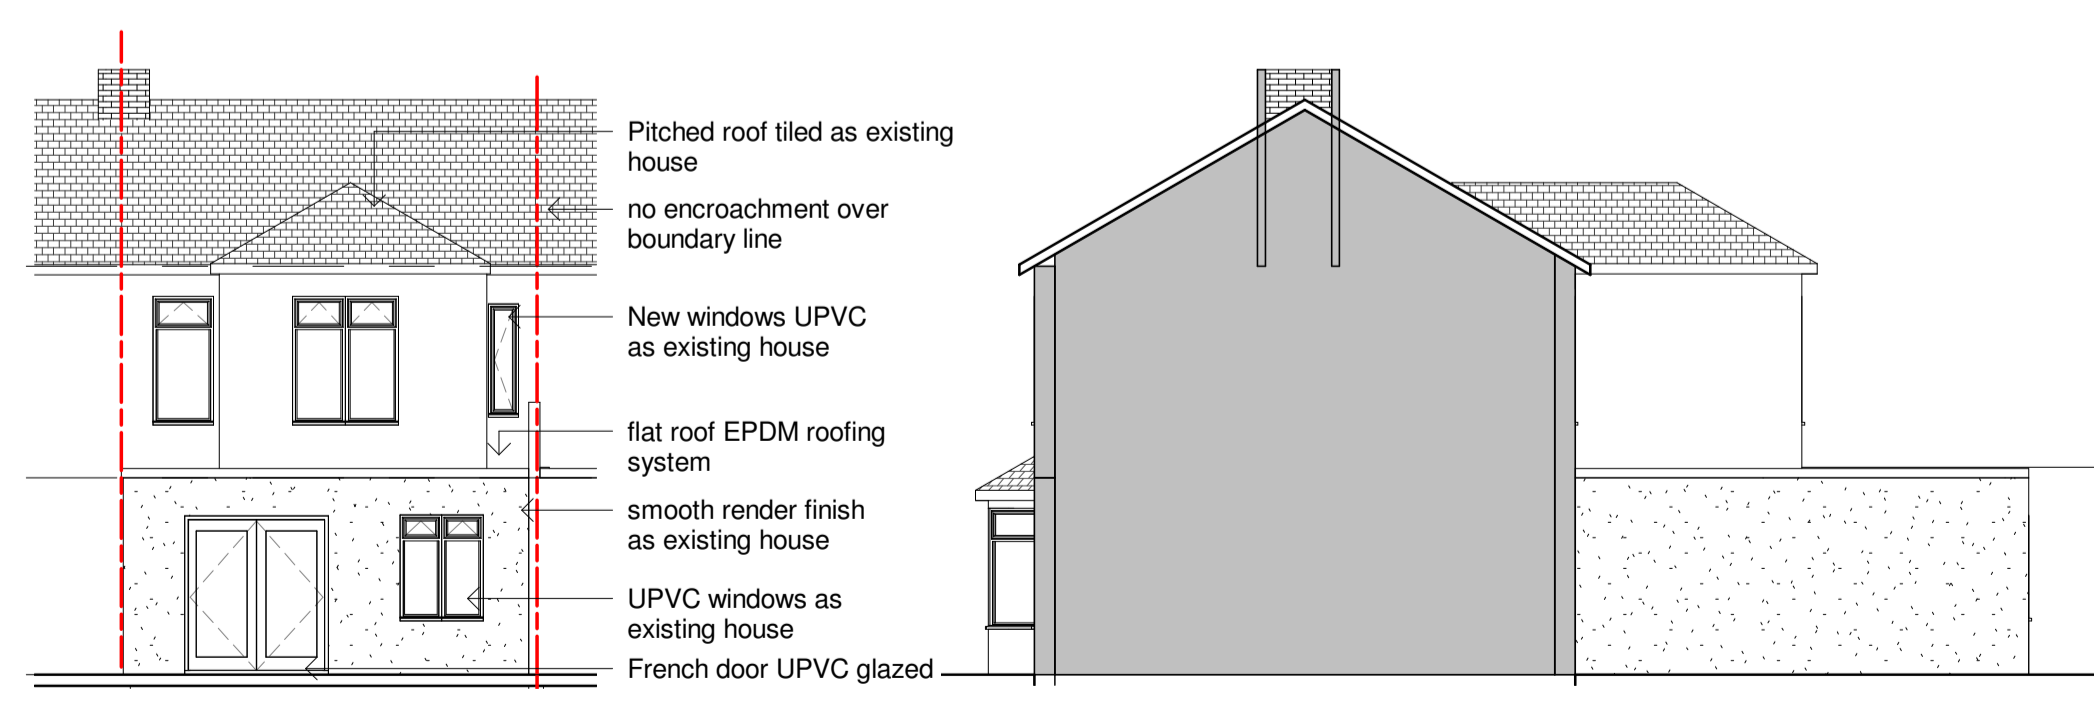 Pitched roof tiled as existing
house
no encroachment over
boundary line
New windows UPVC
as existing house
flat roof EPDM roofing
system
smooth render finish
as existing house
UPVC windows as
existing house
French door UPVC glazed